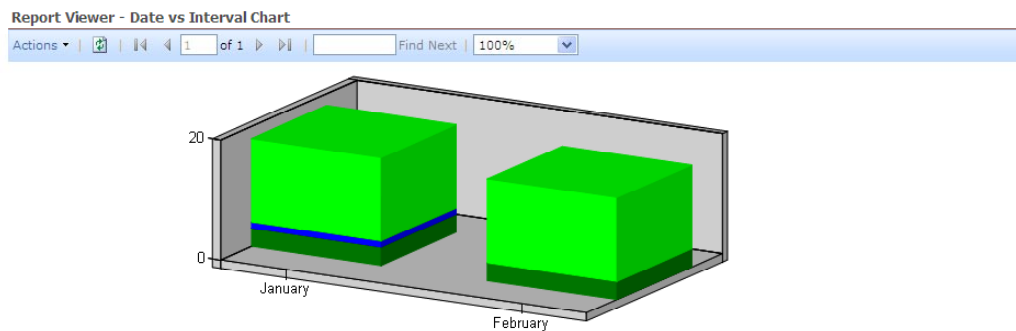 Report Viewer - Date vs Interval Chart
Actions 1 of 1 Find Next 100%
20
0
January
February